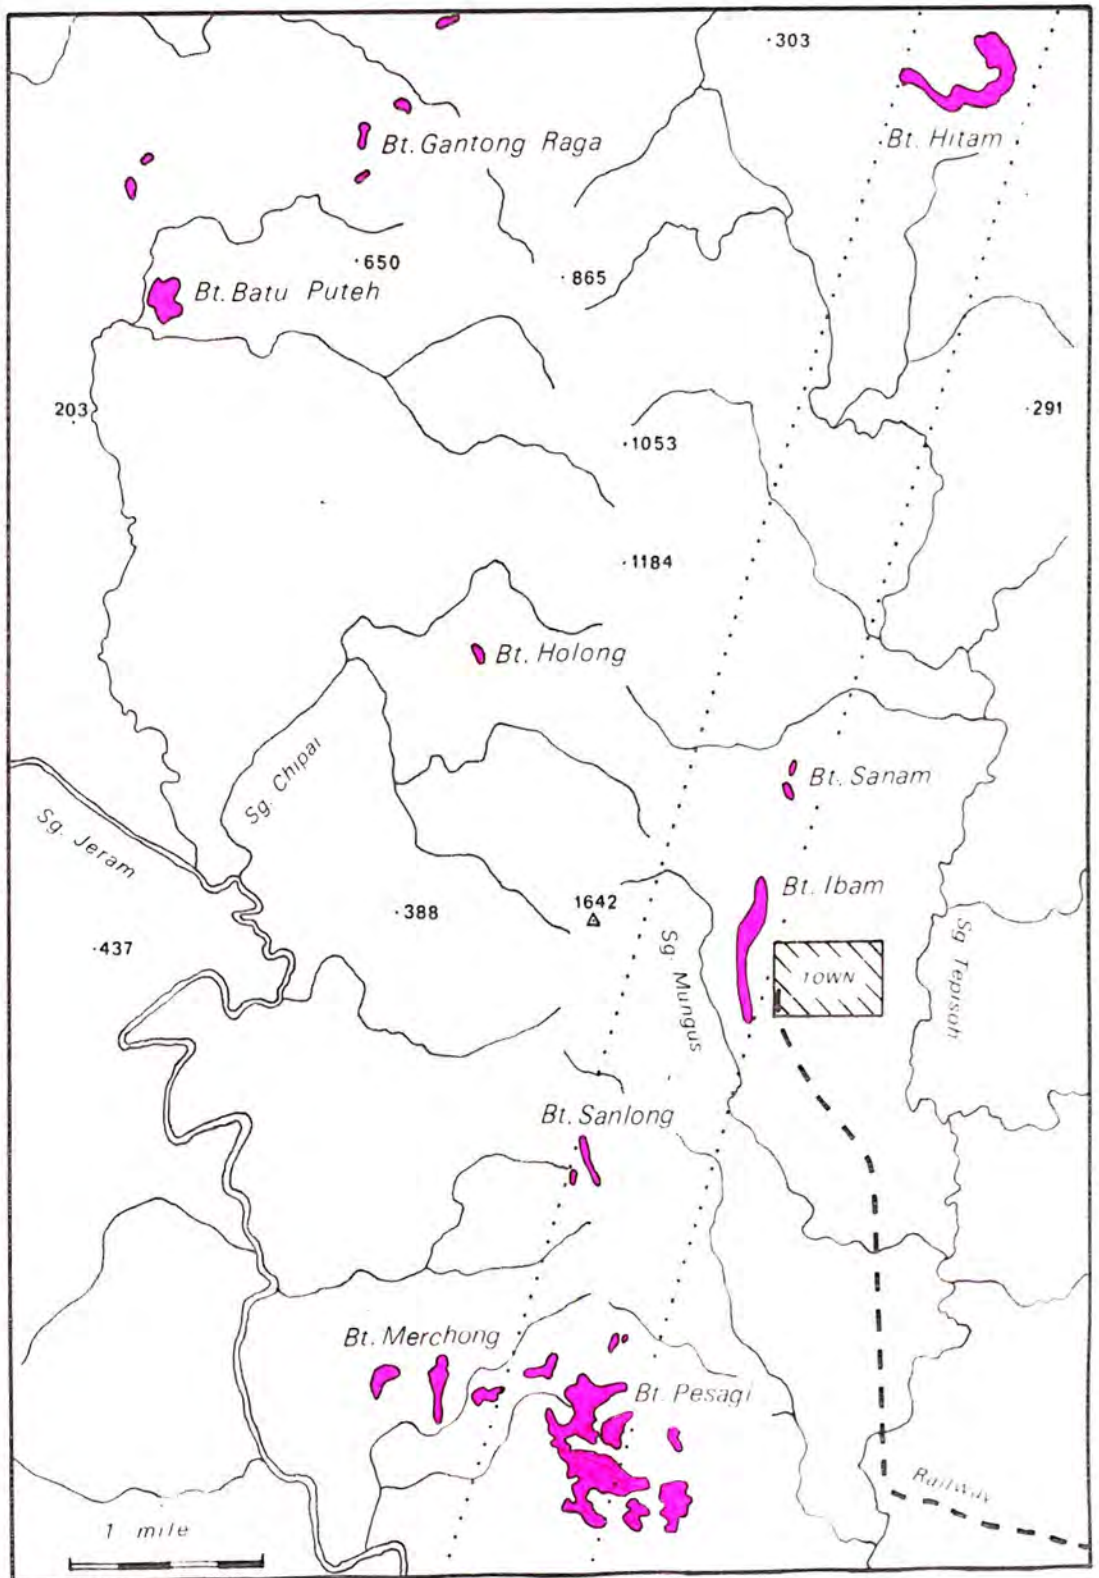 ·303
Bt. Hitam
Bt. Gantong Raga
·650
·865
Bt. Batu Puteh
203
·291
·1053
·1184
Bt. Holong
Sg. Chipai
Bt. Sanam
Sg. Jeram
Bt. Ibam
1642
·388
·437
Sg. Mungus
TOWN
Sg. Tepisah
Bt. Sanlong
Bt. Merchong
Bt. Pesagi
Railway
1 mile